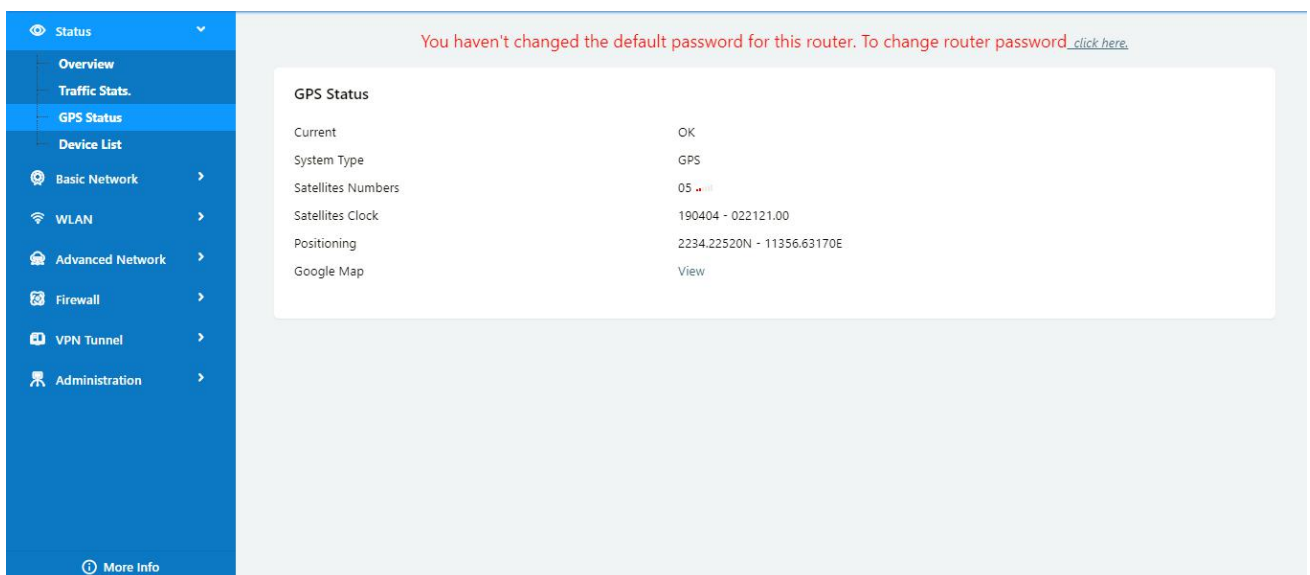 Status
Overview
Traffic Stats.
GPS Status
Device List
Basic Network
WLAN
Advanced Network
Firewall
VPN Tunnel
Administration
More Info
You haven't changed the default password for this router. To change router password click here.
GPS Status
Current OK
System Type GPS
Satellites Numbers 05
Satellites Clock 190404 - 022121.00
Positioning 2234.22520N - 11356.63170E
Google Map View